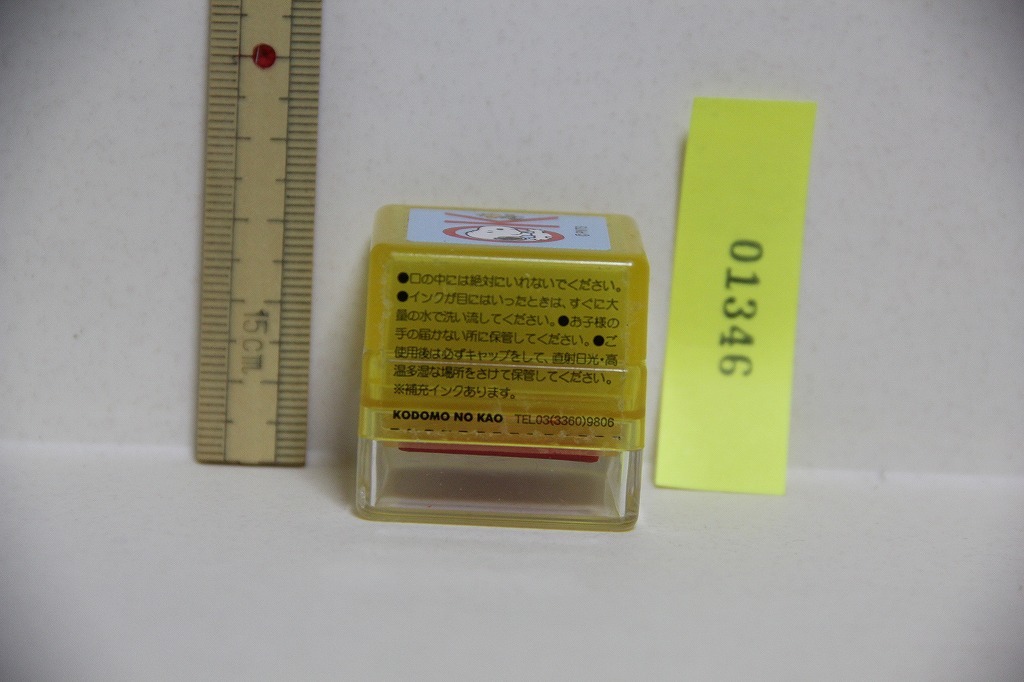 ●口の中には絶対にいれないでください。
●インクが目にはいったときは、すぐに大
量の水で洗い流してください。●お子様の
手の届かない所に保管してください。●ご
使用後は必ずキャップをして、直射日光・高
温多湿な場所をさけて保管してください。
※補充インクあります。
KODOMO NO KAO TEL03(3360)9806
15cm
01346